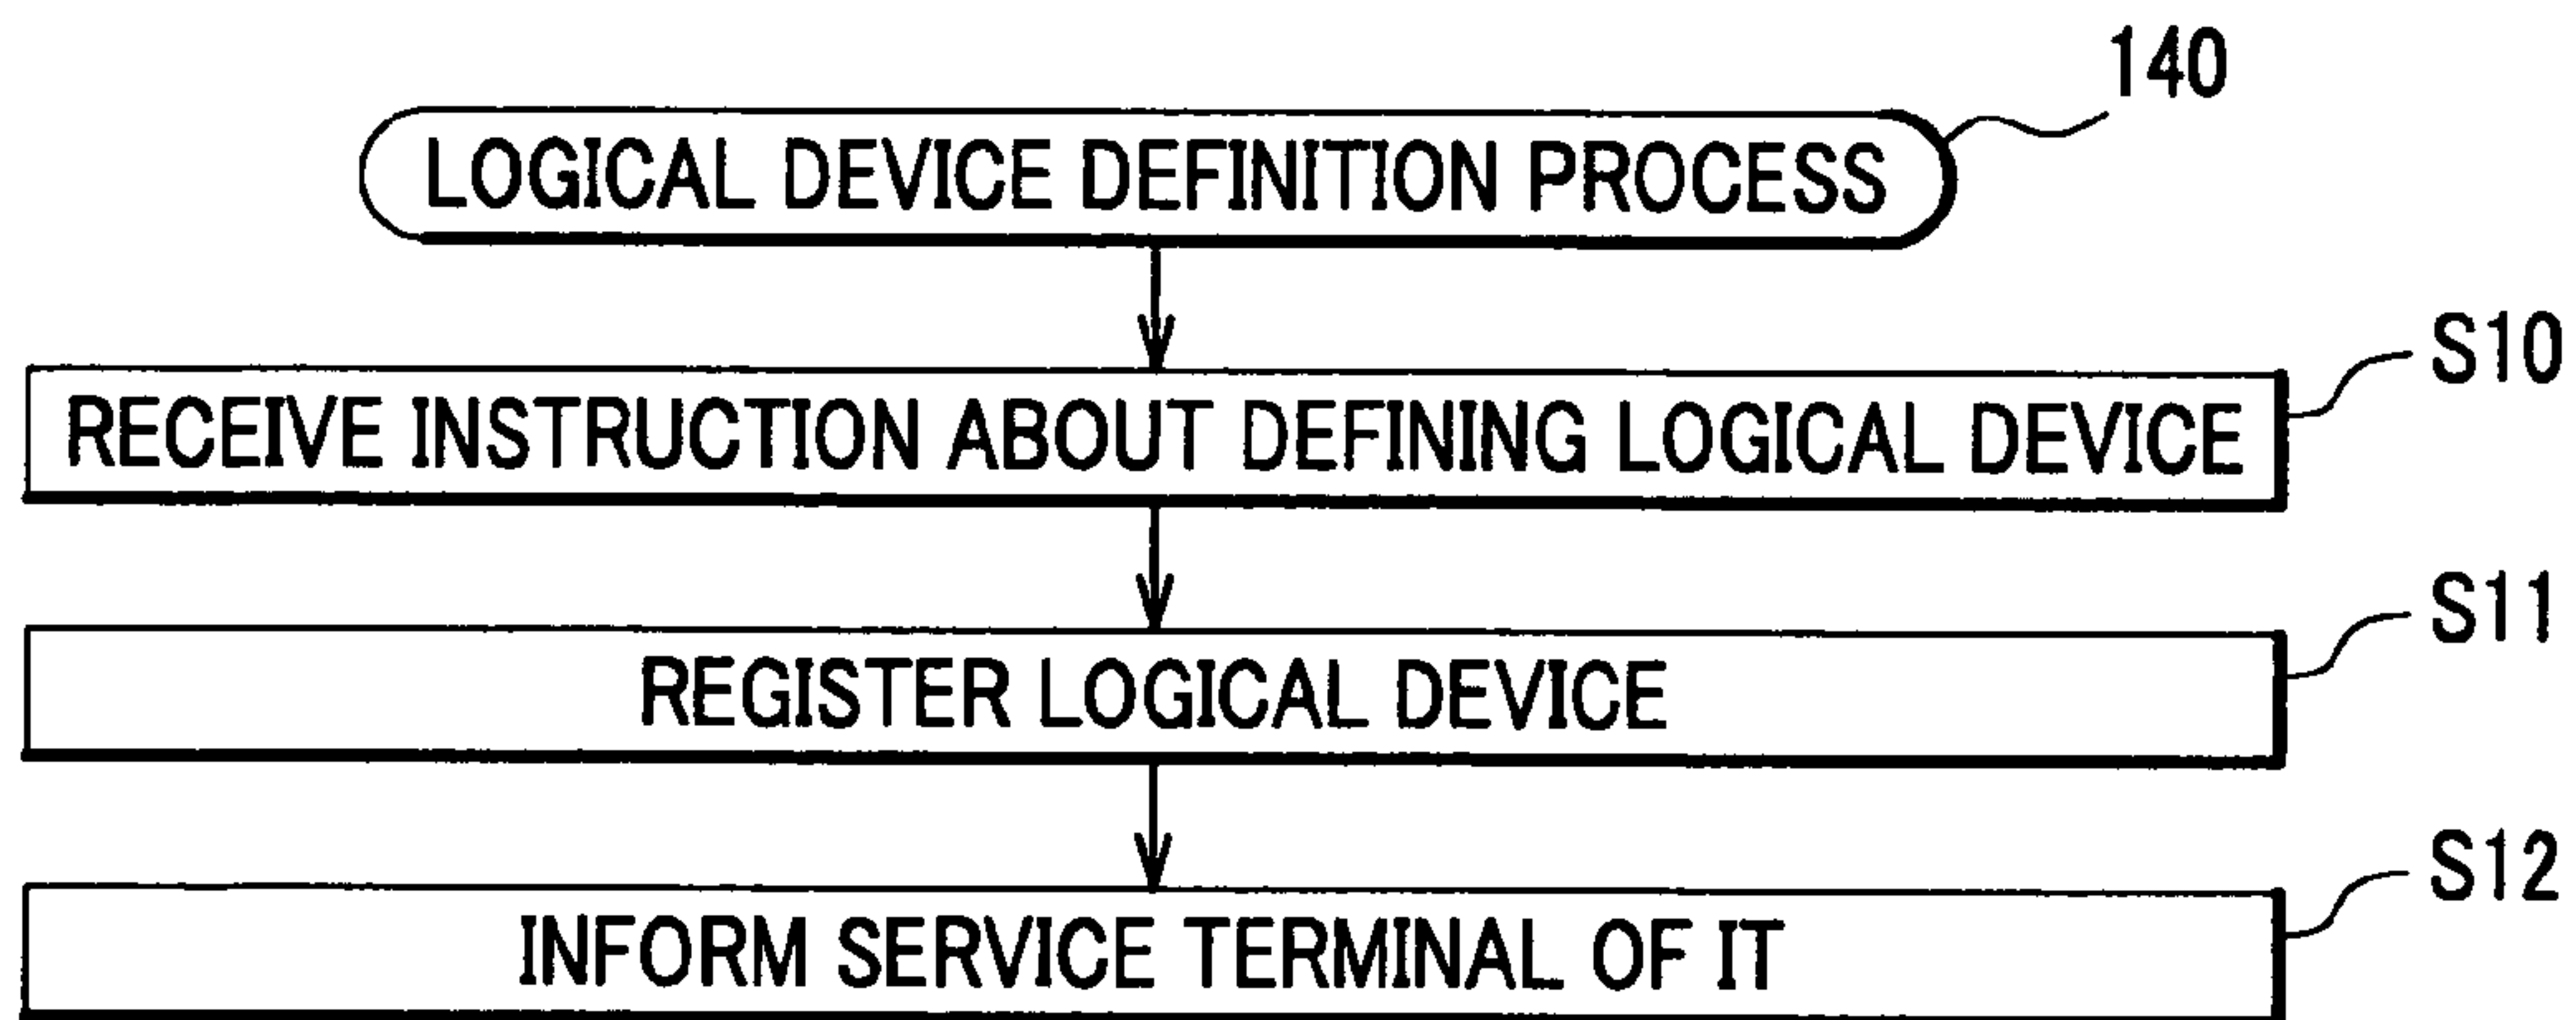 140
LOGICAL DEVICE DEFINITION PROCESS
S10
RECEIVE INSTRUCTION ABOUT DEFINING LOGICAL DEVICE
S11
REGISTER LOGICAL DEVICE
S12
INFORM SERVICE TERMINAL OF IT